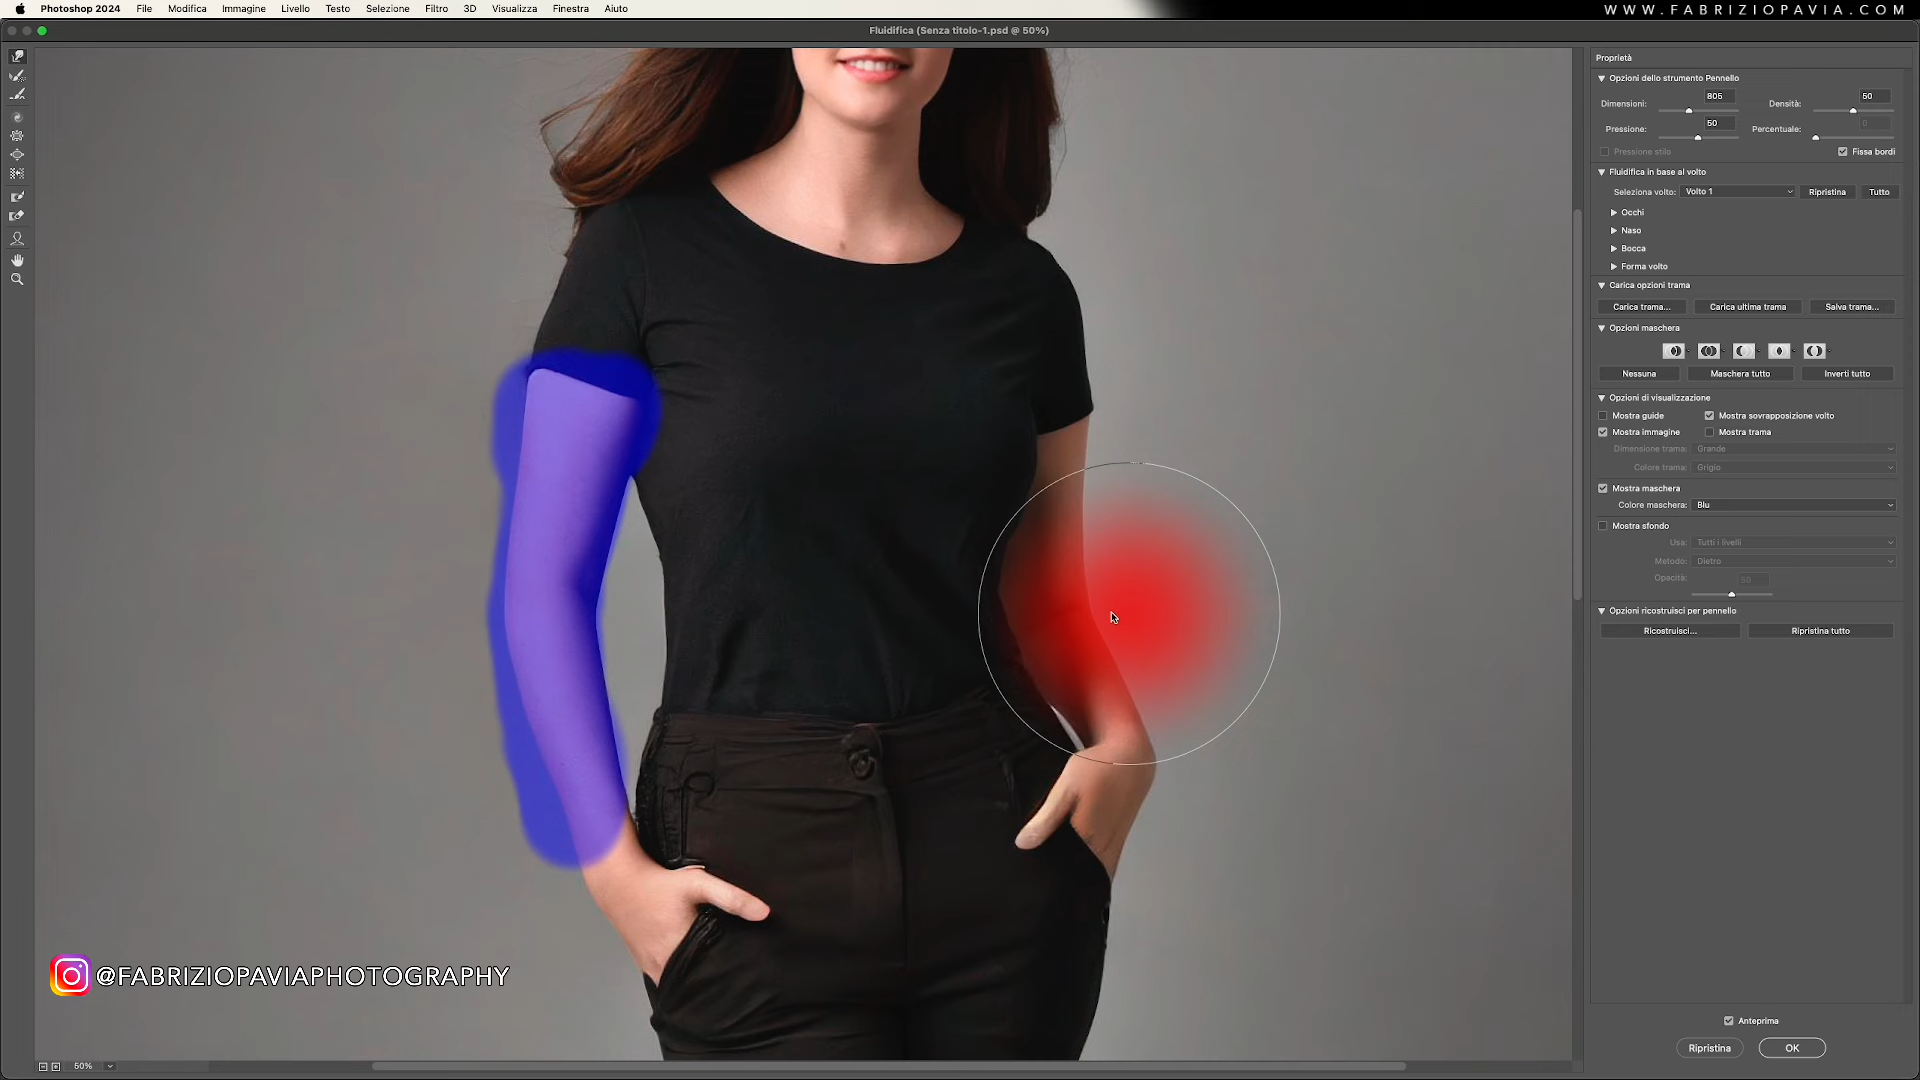 Photoshop 2024 File Modifica Immagine Livello Testo Selezione Filtro 3D Visualizza Finestra Aiuto
WWW.FABRIZIOPAVIA.COM
Fluidifica (Senza titolo-1.psd @ 50%)
Proprietà
Opzioni dello strumento Pennello
Dimensioni: 805 Densità: 50
Pressione: 50 Percentuale: 0
Pressione stilo Fissa bordi
Fluidifica in base al volto
Seleziona volto: Volto 1 Ripristina Tutto
Occhi
Naso
Bocca
Forma volto
Carica opzioni trama
Carica trama... Carica ultima trama Salva trama...
Opzioni maschera
Nessuna Maschera tutto Inverti tutto
Opzioni di visualizzazione
Mostra guide Mostra sovrapposizione volto
Mostra immagine Mostra trama
Dimensione trama: Grande
Colore trama: Grigio
Mostra maschera
Colore maschera: Blu
Mostra sfondo
Usa: Tutti i livelli
Metodo: Dietro
Opacità: 50
Opzioni ricostruisci per pennello
Ricostruisci... Ripristina tutto
@FABRIZIOPAVIAPHOTOGRAPHY
Anteprima
Ripristina OK
50%